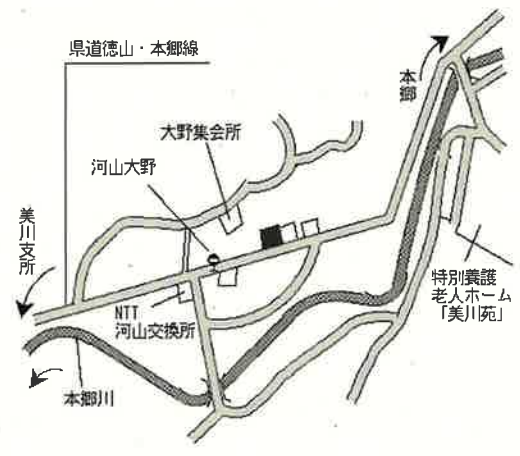 県道徳山・本郷線
本郷
大野集会所
河山大野
美川支所
特別養護
老人ホーム
「美川苑」
NTT
河山交換所
本郷川